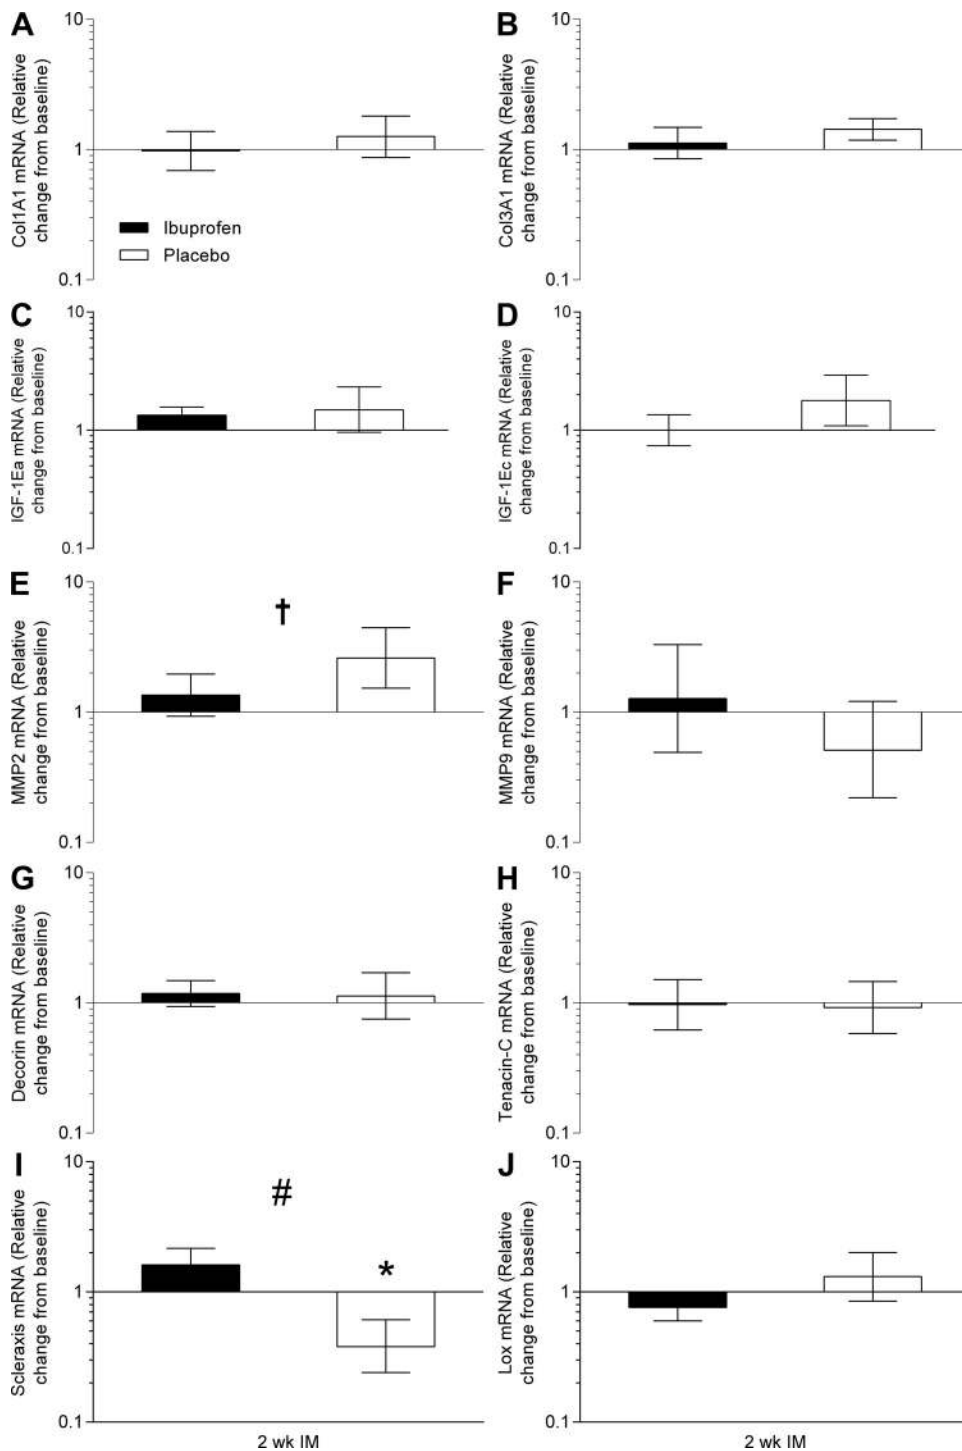 A
Col1A1 mRNA (Relative
change from baseline)
10
1
0.1
Ibuprofen
Placebo
B
Col3A1 mRNA (Relative
change from baseline)
10
1
0.1
C
IGF-1Ea mRNA (Relative
change from baseline)
10
1
0.1
D
IGF-1Ec mRNA (Relative
change from baseline)
10
1
0.1
E
MMP2 mRNA (Relative
change from baseline)
10
1
0.1
†
F
MMP9 mRNA (Relative
change from baseline)
10
1
0.1
G
Decorin mRNA (Relative
change from baseline)
10
1
0.1
H
Tenacin-C mRNA (Relative
change from baseline)
10
1
0.1
I
Scleraxis mRNA (Relative
change from baseline)
10
1
0.1
#
*
2 wk IM
J
Lox mRNA (Relative
change from baseline)
10
1
0.1
2 wk IM